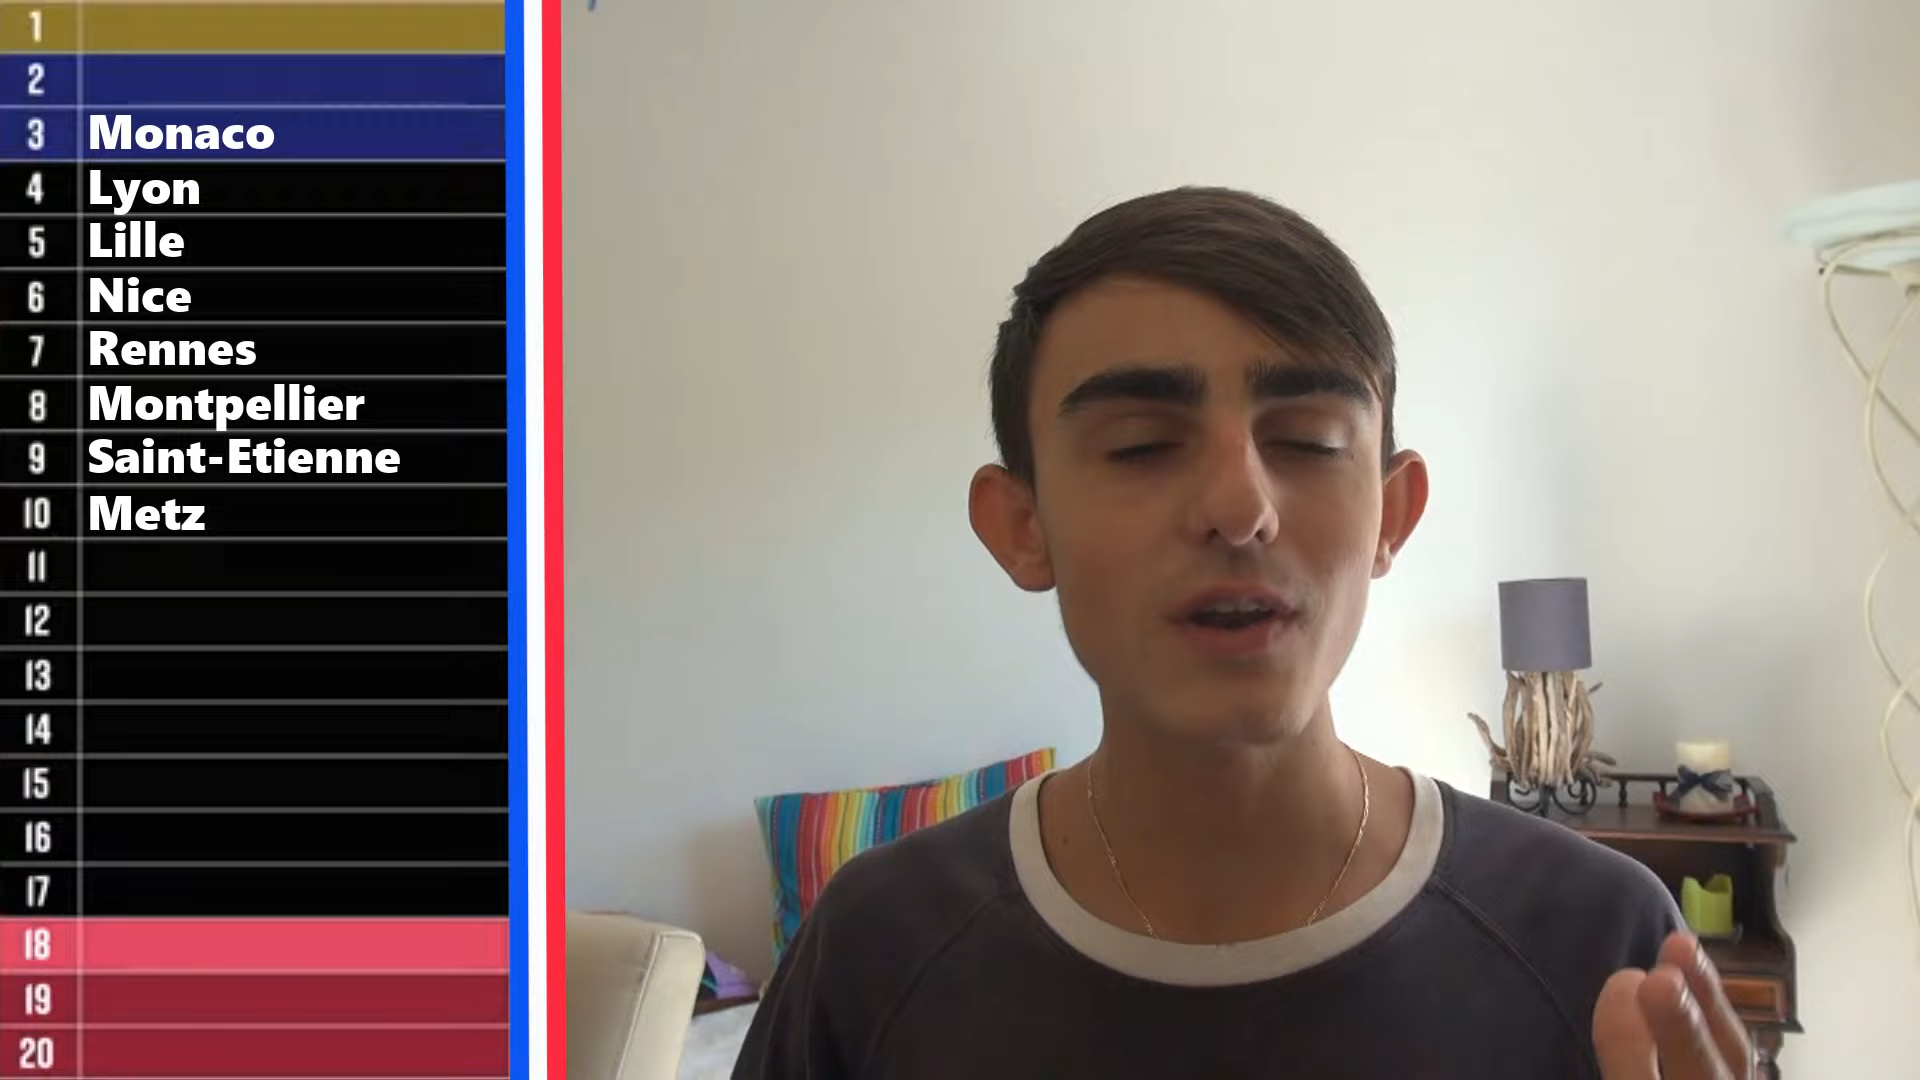 1
2
3 Monaco
4 Lyon
5 Lille
6 Nice
7 Rennes
8 Montpellier
9 Saint-Etienne
10 Metz
11
12
13
14
15
16
17
18
19
20